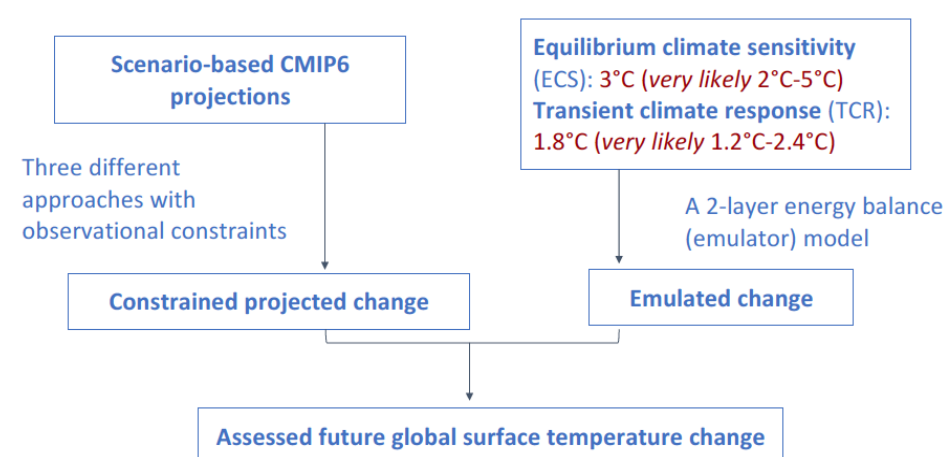 Scenario-based CMIP6
projections
Equilibrium climate sensitivity
(ECS): 3°C (very likely 2°C-5°C)
Transient climate response (TCR):
1.8°C (very likely 1.2°C-2.4°C)
Three different
approaches with
observational constraints
A 2-layer energy balance
(emulator) model
Constrained projected change
Emulated change
Assessed future global surface temperature change